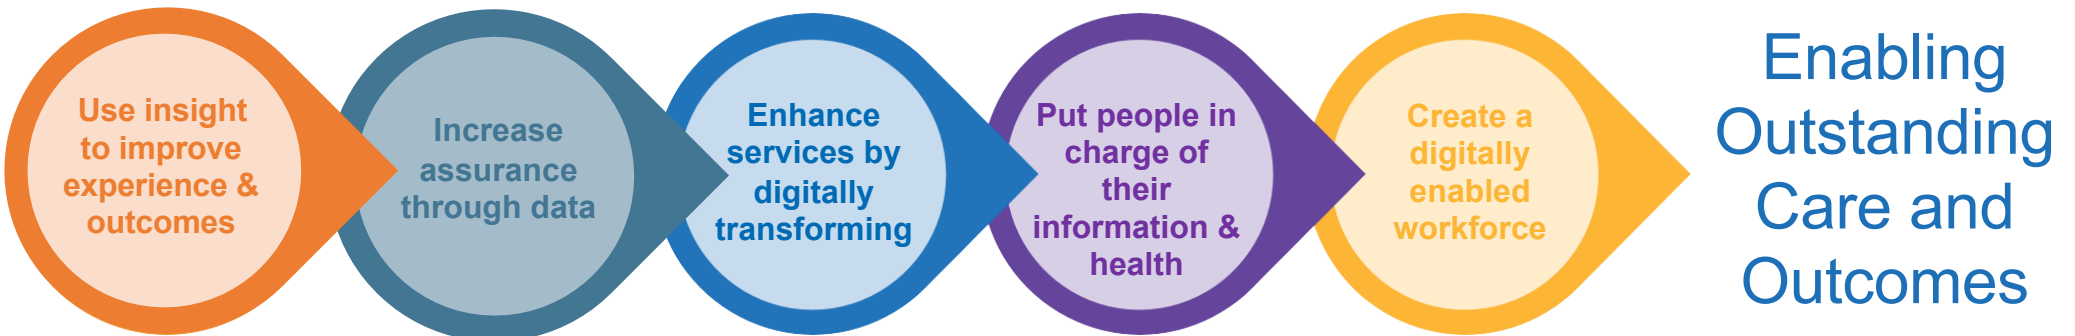 Use insight
to improve
experience &
outcomes
Increase
assurance
through data
Enhance
services by
digitally
transforming
Put people in
charge of
their
information &
health
Create a
digitally
enabled
workforce
Enabling
Outstanding
Care and
Outcomes